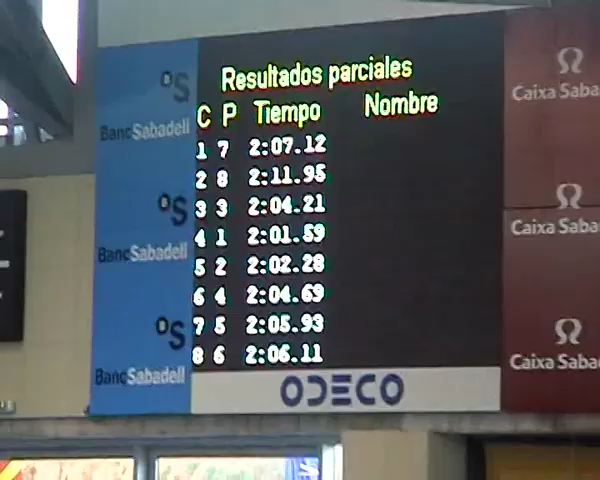 Resultados parciales
C P Tiempo Nombre
1 7 2:07.12
2 8 2:11.95
3 3 2:04.21
4 1 2:01.59
5 2 2:02.28
6 4 2:04.69
7 5 2:05.93
8 6 2:06.11
BancSabadell
BancSabadell
BancSabadell
Caixa Saba
Caixa Saba
Caixa Saba
ODECO